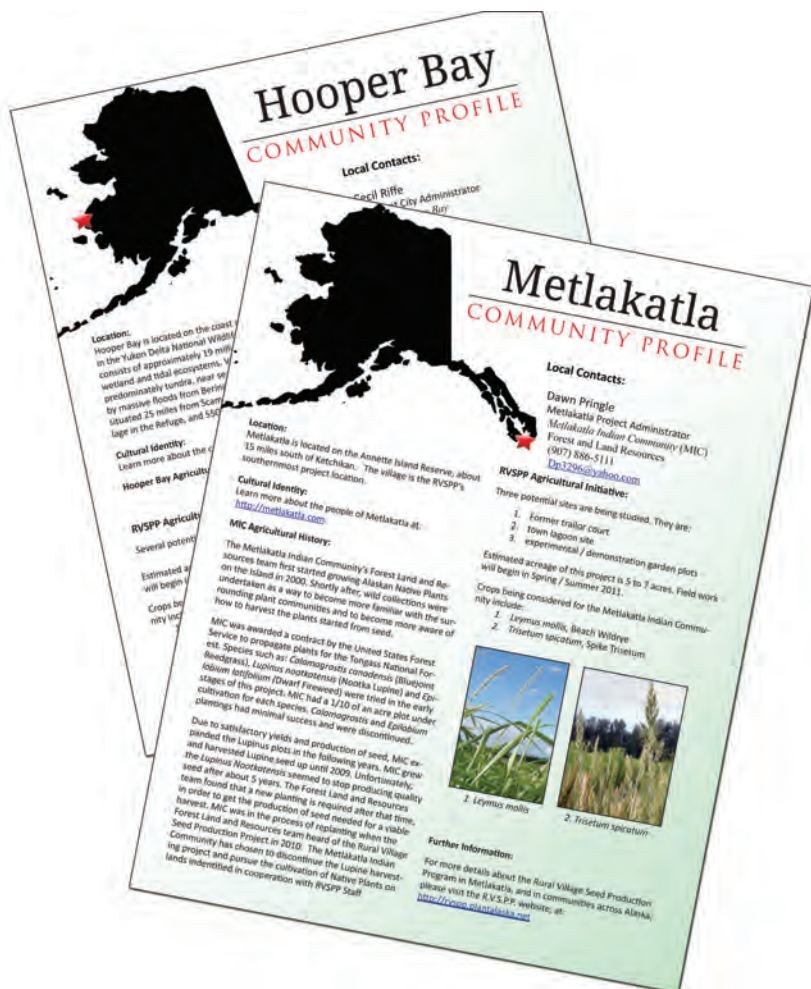 Hooper Bay
COMMUNITY PROFILE
Local Contacts:
Cecil Riffe
City Administrator
Bay
Location:
Hooper Bay is located on the coast
in the Yukon Delta National Wildlif
consists of approximately 19 mil
wetland and tidal ecosystems. V
predominately tundra, near se
by massive floods from Bering
situated 25 miles from Scam
lage in the Refuge, and 550
Cultural Identity:
Learn more about the c
Hooper Bay Agricultu
RVSPP Agricult
Several potent
Estimated a
will begin i
Crops be
nity inc
Metlakatla
COMMUNITY PROFILE
Local Contacts:
Dawn Pringle
Metlakatla Project Administrator
Metlakatla Indian Community (MIC)
Forest and Land Resources
(907) 886-5111
Dp3296@yahoo.com
Location:
Metlakatla is located on the Annette Island Reserve, about
15 miles south of Ketchikan. The village is the RVSPP's
southernmost project location.
Cultural Identity:
Learn more about the people of Metlakatla at:
http://metlakatla.com
MIC Agricultural History:
The Metlakatla Indian Community's Forest Land and Re-
sources team first started growing Alaskan Native Plants
on the Island in 2000. Shortly after, wild collections were
undertaken as a way to become more familiar with the sur-
rounding plant communities and to become more aware of
how to harvest the plants started from seed.
MIC was awarded a contract by the United States Forest
Service to propagate plants for the Tongass National For-
est. Species such as: Calamagrostis canadensis (Bluejoint
Reedgrass), Lupinus nootkatensis (Nootka Lupine) and Epi-
lobium latifolium (Dwarf Fireweed) were tried in the early
stages of this project. MIC had a 1/10 of an acre plot under
cultivation for each species. Calamagrostis and Epilobium
plantings had minimal success and were discontinued.
Due to satisfactory yields and production of seed, MIC ex-
panded the Lupinus plots in the following years. MIC grew
and harvested Lupine seed up until 2009. Unfortunately,
the Lupinus Nootkatensis seemed to stop producing quality
seed after about 5 years. The Forest Land and Resources
team found that a new planting is required after that time,
in order to get the production of seed needed for a viable
harvest. MIC was in the process of replanting when the
Forest Land and Resources team heard of the Rural Village
Seed Production Project in 2010. The Metlakatla Indian
Community has chosen to discontinue the Lupine harvest-
ing project and pursue the cultivation of Native Plants on
lands indentified in cooperation with RVSPP Staff
RVSPP Agricultural Initiative:
Three potential sites are being studied. They are:
1. Former trailor court
2. town lagoon site
3. experimental / demonstration garden plots
Estimated acreage of this project is 5 to 7 acres. Field work
will begin in Spring / Summer 2011.
Crops being considered for the Metlakatla Indian Commu-
nity include:
1. Leymus mollis, Beach Wildrye
2. Trisetum spicatum, Spike Trisetum
1. Leymus mollis
2. Trisetum spicatum
Further Information:
For more details about the Rural Village Seed Production
Program in Metlakatla, and in communities across Alaska,
please visit the R.V.S.P.P. website, at:
http://rvspp.plantalaska.net